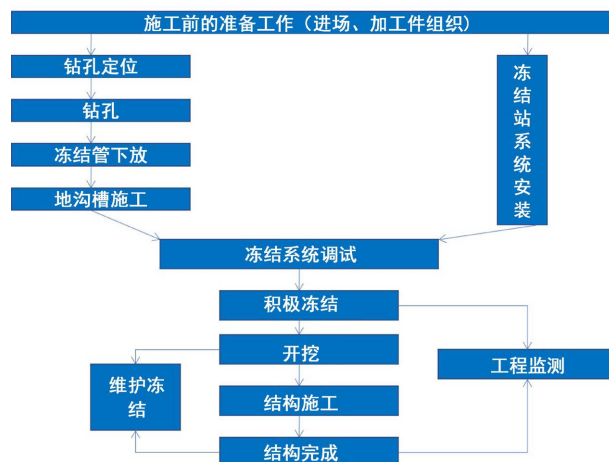 施工前的准备工作（进场、加工件组织)
钻孔定位
钻孔
冻结管下放
地沟槽施工
冻结站系统安装
冻结系统调试
积极冻结
开挖
维护冻
结
工程监测
结构施工
结构完成